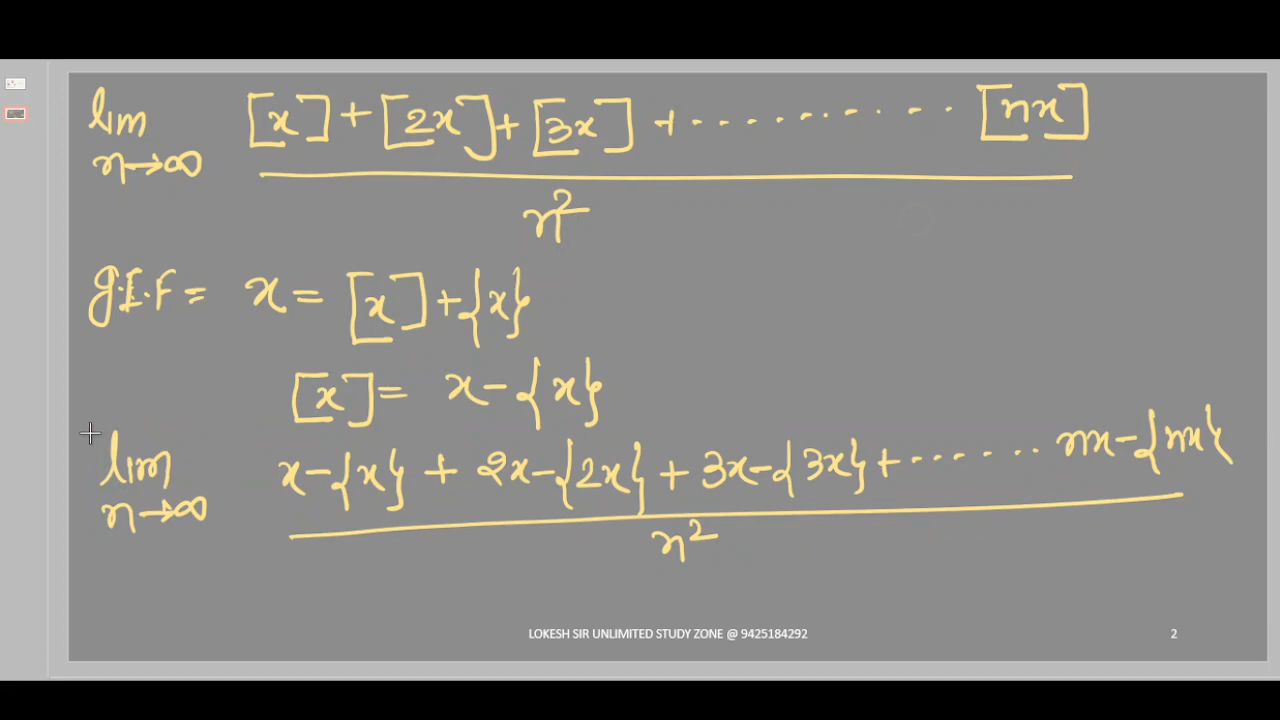 lim [x] + [2x] + [3x] + .......... [nx]
n→∞ n²
G.I.F = x = [x] + {x}
[x] = x - {x}
lim x - {x} + 2x - {2x} + 3x - {3x} + ....... nx - {nx}
n→∞ n²
LOKESH SIR UNLIMITED STUDY ZONE @ 9425184292 2